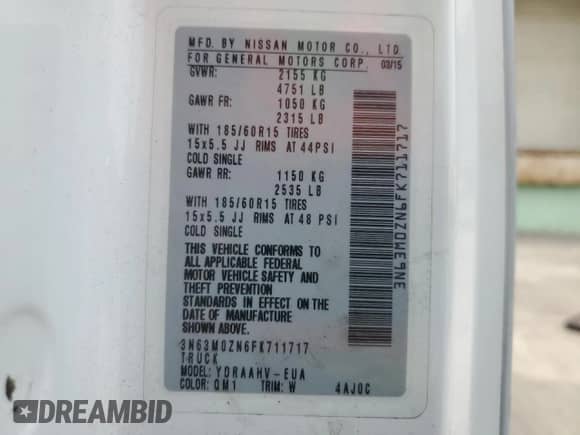 MFD. BY NISSAN MOTOR CO., LTD.
FOR GENERAL MOTORS CORP. 03/15
GVWR: 2155 KG
4751 LB
GAWR FR: 1050 KG
2315 LB
WITH 185/60R15 TIRES
15x5.5 JJ RIMS AT 44PSI
COLD SINGLE
GAWR RR: 1150 KG
2535 LB
WITH 185/60R15 TIRES
15x5.5 JJ RIMS AT 48 PSI
COLD SINGLE
THIS VEHICLE CONFORMS TO
ALL APPLICABLE FEDERAL
MOTOR VEHICLE SAFETY AND
THEFT PREVENTION
STANDARDS IN EFFECT ON THE
DATE OF MANUFACTURE
SHOWN ABOVE.
3N63M0ZN6FK711717
TRUCK
MODEL: YDRAAHV-EUA
COLOR: QM1 TRIM: W 4AJ0C
3N63M0ZN6FK711717
DREAMBID